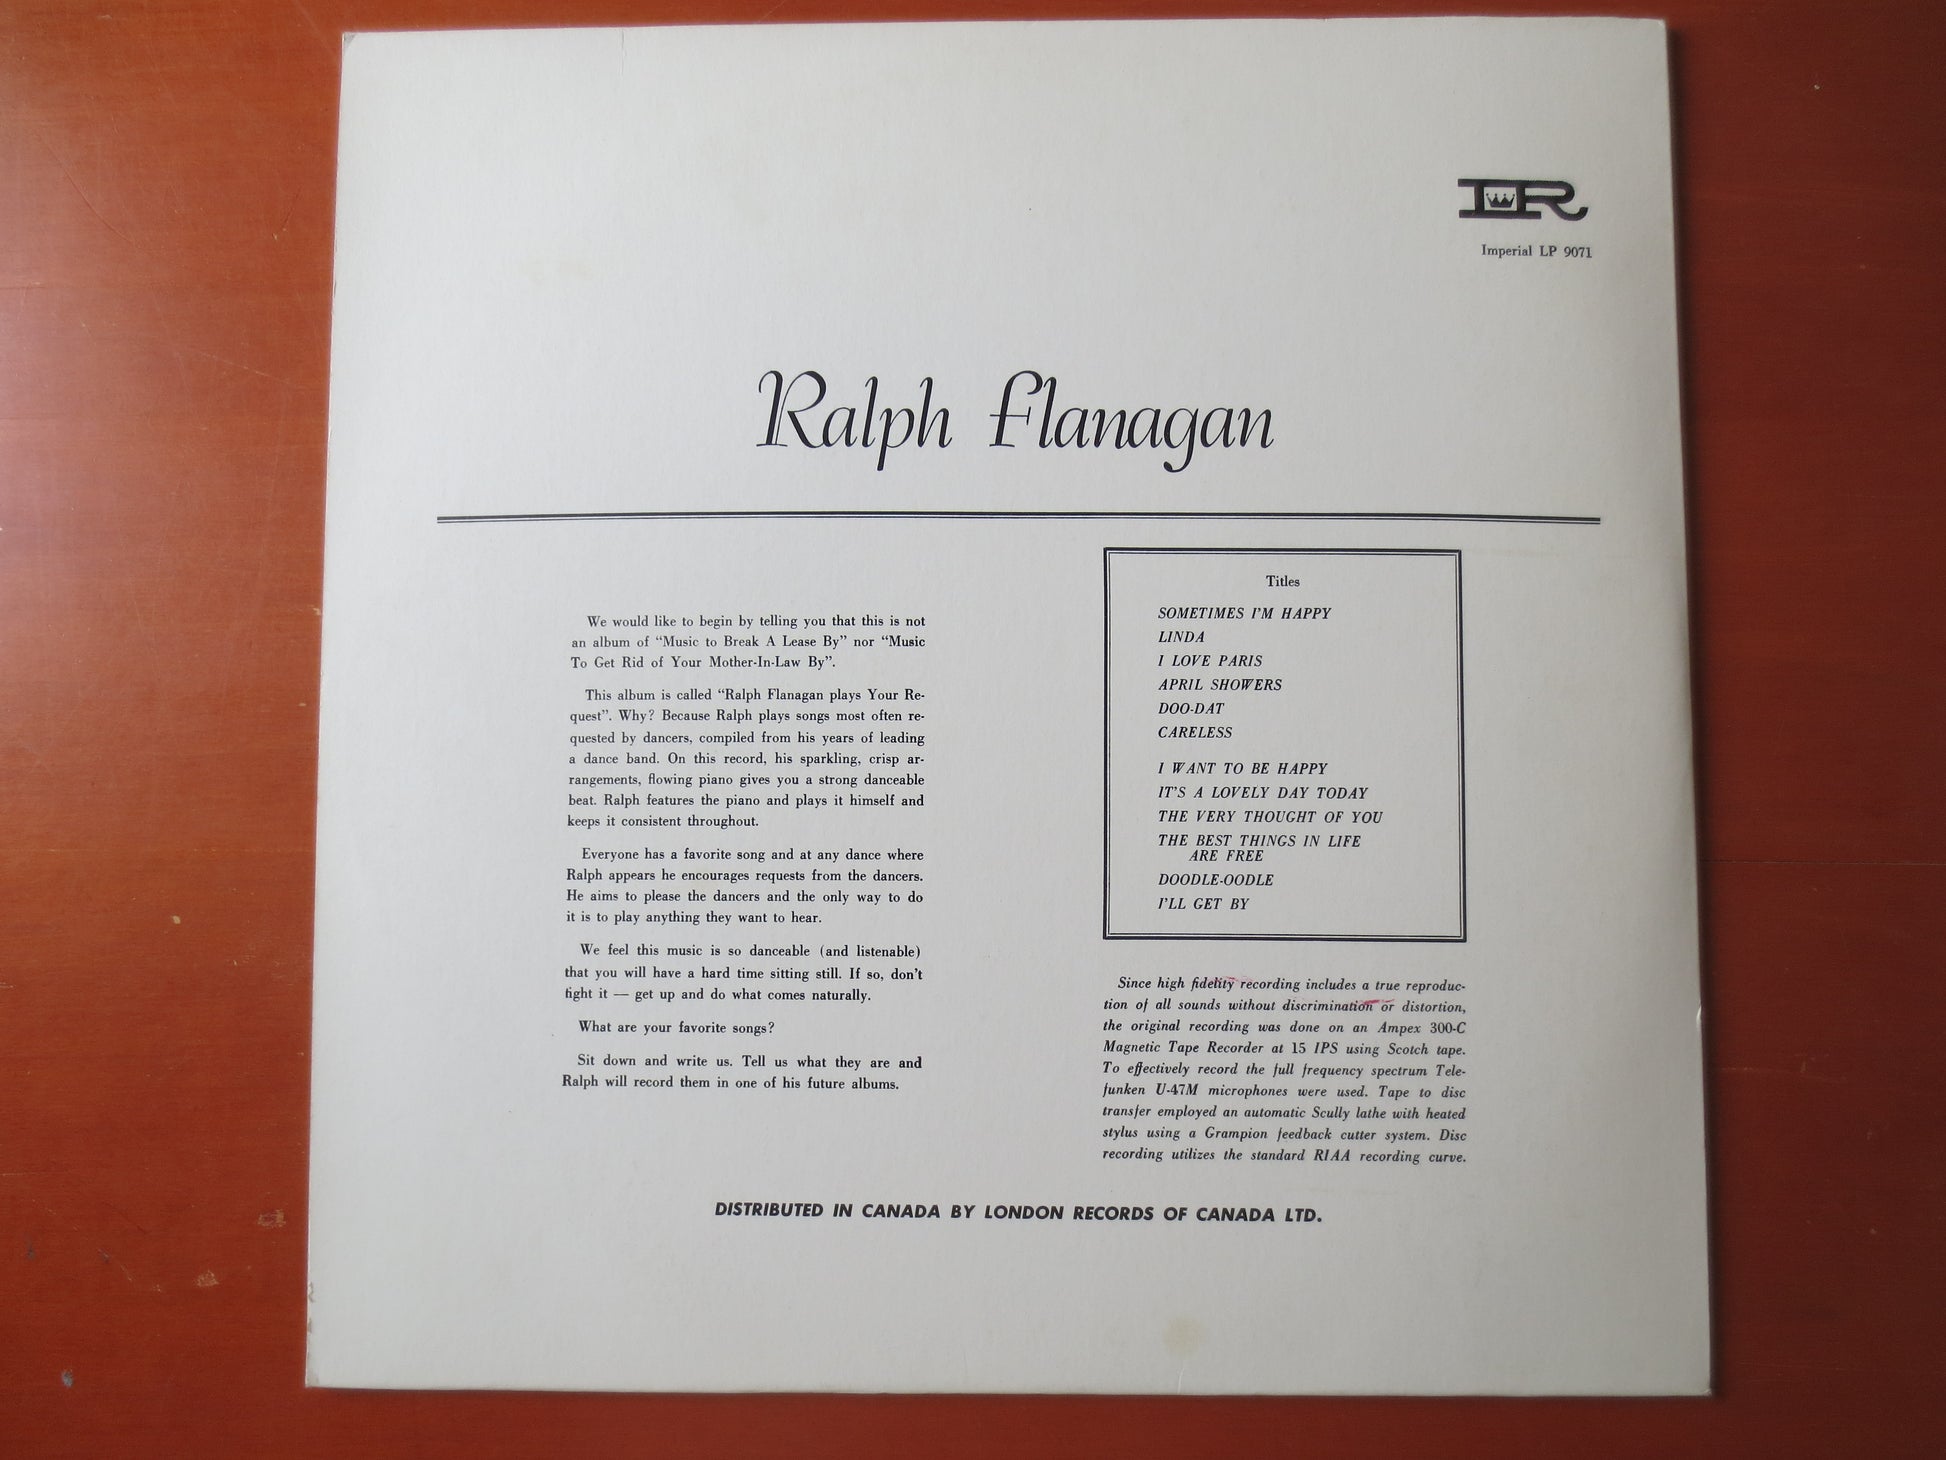 IR
Imperial LP 9071
Ralph Flanagan
We would like to begin by telling you that this is not
an album of “Music to Break A Lease By” nor “Music
To Get Rid of Your Mother-In-Law By”.
This album is called “Ralph Flanagan plays Your Re-
quest”. Why? Because Ralph plays songs most often re-
quested by dancers, compiled from his years of leading
a dance band. On this record, his sparkling, crisp ar-
rangements, flowing piano gives you a strong danceable
beat. Ralph features the piano and plays it himself and
keeps it consistent throughout.
Everyone has a favorite song and at any dance where
Ralph appears he encourages requests from the dancers.
He aims to please the dancers and the only way to do
it is to play anything they want to hear.
We feel this music is so danceable (and listenable)
that you will have a hard time sitting still. If so, don’t
fight it — get up and do what comes naturally.
What are your favorite songs?
Sit down and write us. Tell us what they are and
Ralph will record them in one of his future albums.
Titles
SOMETIMES I’M HAPPY
LINDA
I LOVE PARIS
APRIL SHOWERS
DOO-DAT
CARELESS
I WANT TO BE HAPPY
IT’S A LOVELY DAY TODAY
THE VERY THOUGHT OF YOU
THE BEST THINGS IN LIFE
ARE FREE
DOODLE-OODLE
I’LL GET BY
Since high fidelity recording includes a true reproduc-
tion of all sounds without discrimination or distortion,
the original recording was done on an Ampex 300-C
Magnetic Tape Recorder at 15 IPS using Scotch tape.
To effectively record the full frequency spectrum Tele-
funken U-47M microphones were used. Tape to disc
transfer employed an automatic Scully lathe with heated
stylus using a Grampion feedback cutter system. Disc
recording utilizes the standard RIAA recording curve.
DISTRIBUTED IN CANADA BY LONDON RECORDS OF CANADA LTD.